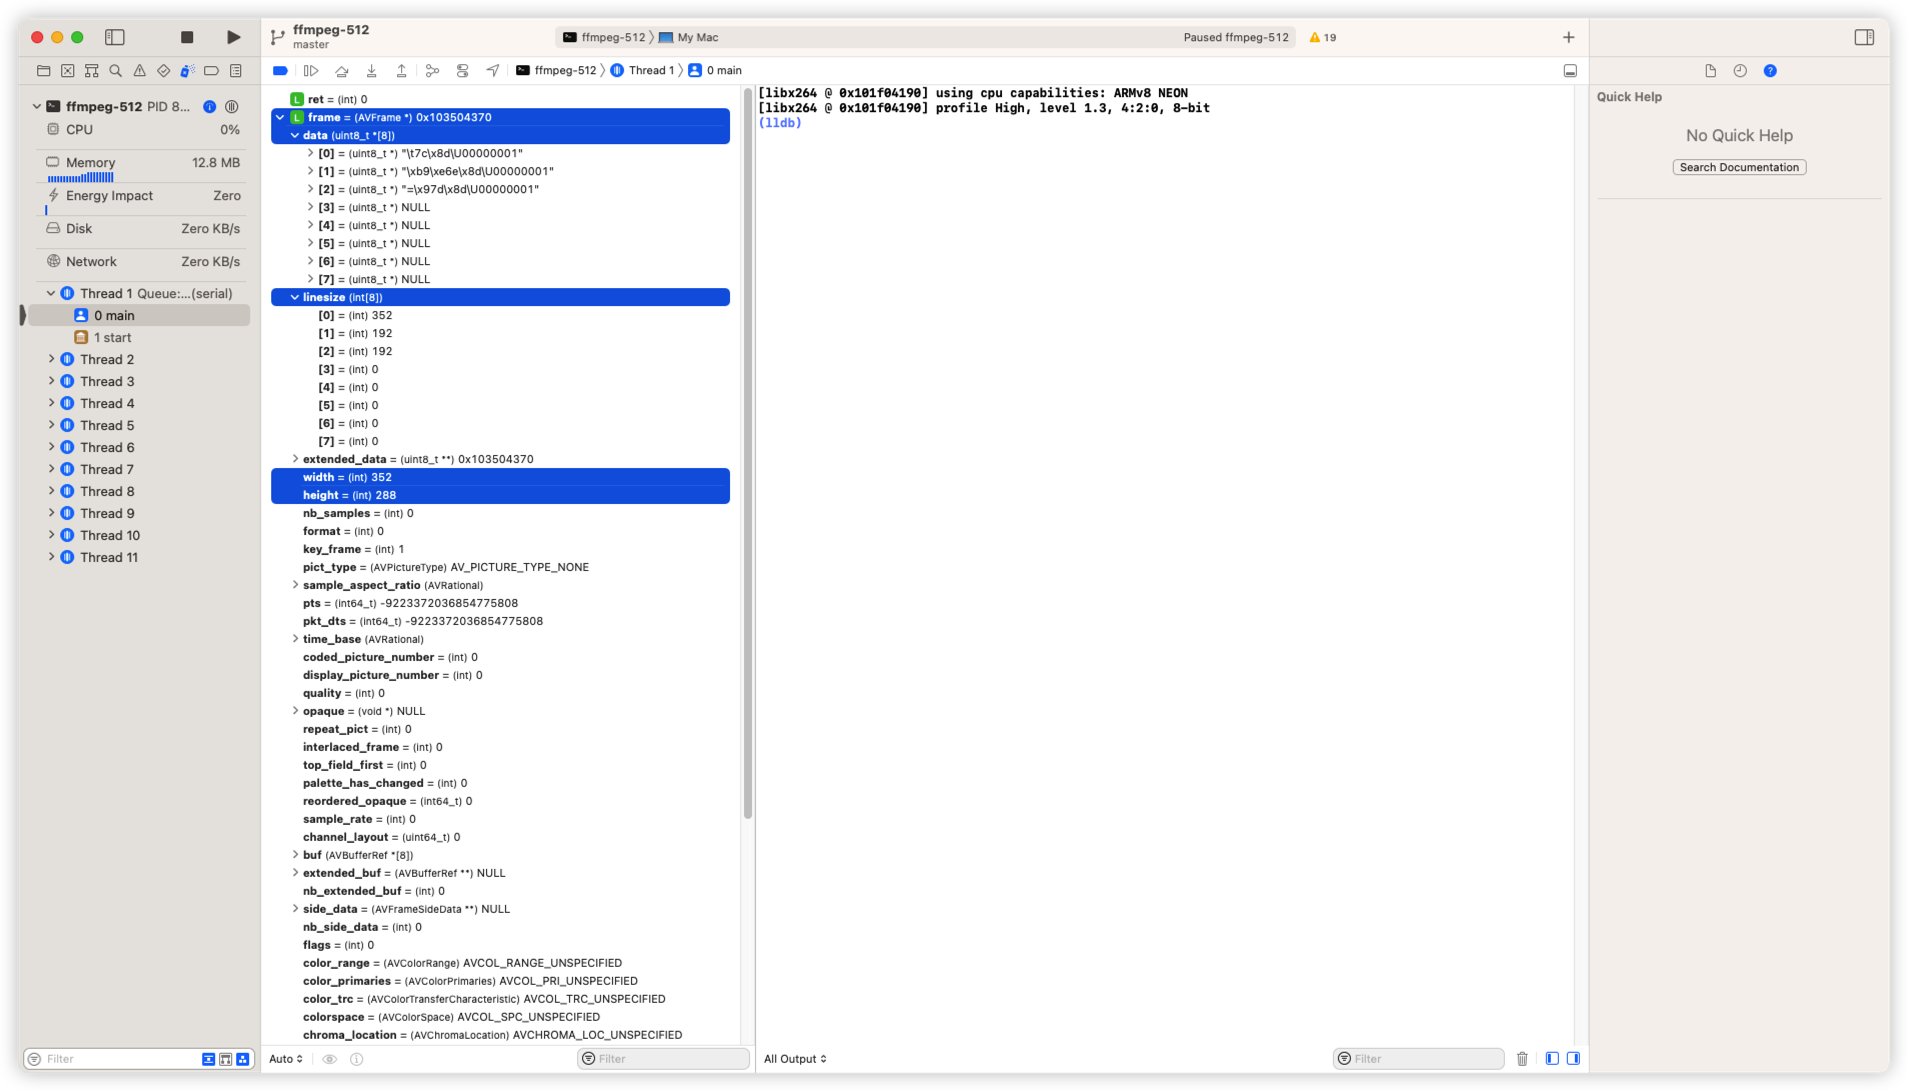 ffmpeg-512
master
ffmpeg-512 〉 My Mac
Paused ffmpeg-512
19
ffmpeg-512 〉 Thread 1 〉 0 main
ffmpeg-512 PID 8...
CPU 0%
Memory 12.8 MB
Energy Impact Zero
Disk Zero KB/s
Network Zero KB/s
Thread 1 Queue:...(serial)
0 main
1 start
Thread 2
Thread 3
Thread 4
Thread 5
Thread 6
Thread 7
Thread 8
Thread 9
Thread 10
Thread 11
Filter
L ret = (int) 0
L frame = (AVFrame *) 0x103504370
data (uint8_t *[8])
[0] = (uint8_t *) "\t7c\x8d\U00000001"
[1] = (uint8_t *) "\xb9\xe6e\x8d\U00000001"
[2] = (uint8_t *) "=\x97d\x8d\U00000001"
[3] = (uint8_t *) NULL
[4] = (uint8_t *) NULL
[5] = (uint8_t *) NULL
[6] = (uint8_t *) NULL
[7] = (uint8_t *) NULL
linesize (int[8])
[0] = (int) 352
[1] = (int) 192
[2] = (int) 192
[3] = (int) 0
[4] = (int) 0
[5] = (int) 0
[6] = (int) 0
[7] = (int) 0
extended_data = (uint8_t **) 0x103504370
width = (int) 352
height = (int) 288
nb_samples = (int) 0
format = (int) 0
key_frame = (int) 1
pict_type = (AVPictureType) AV_PICTURE_TYPE_NONE
sample_aspect_ratio (AVRational)
pts = (int64_t) -9223372036854775808
pkt_dts = (int64_t) -9223372036854775808
time_base (AVRational)
coded_picture_number = (int) 0
display_picture_number = (int) 0
quality = (int) 0
opaque = (void *) NULL
repeat_pict = (int) 0
interlaced_frame = (int) 0
top_field_first = (int) 0
palette_has_changed = (int) 0
reordered_opaque = (int64_t) 0
sample_rate = (int) 0
channel_layout = (uint64_t) 0
buf (AVBufferRef *[8])
extended_buf = (AVBufferRef **) NULL
nb_extended_buf = (int) 0
side_data = (AVFrameSideData **) NULL
nb_side_data = (int) 0
flags = (int) 0
color_range = (AVColorRange) AVCOL_RANGE_UNSPECIFIED
color_primaries = (AVColorPrimaries) AVCOL_PRI_UNSPECIFIED
color_trc = (AVColorTransferCharacteristic) AVCOL_TRC_UNSPECIFIED
colorspace = (AVColorSpace) AVCOL_SPC_UNSPECIFIED
chroma_location = (AVChromaLocation) AVCHROMA_LOC_UNSPECIFIED
Auto
Filter
[libx264 @ 0x101f04190] using cpu capabilities: ARMv8 NEON
[libx264 @ 0x101f04190] profile High, level 1.3, 4:2:0, 8-bit
(lldb)
All Output
Filter
Quick Help
No Quick Help
Search Documentation